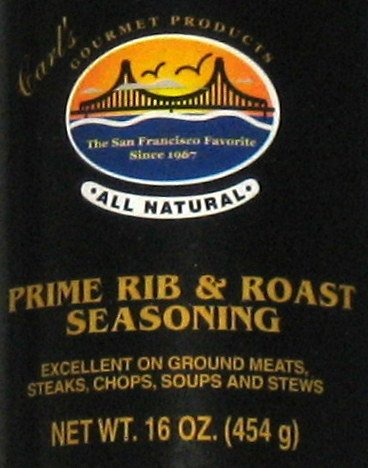 Carl's
GOURMET PRODUCTS
The San Francisco Favorite
Since 1967
•ALL NATURAL•
PRIME RIB & ROAST
SEASONING
EXCELLENT ON GROUND MEATS,
STEAKS, CHOPS, SOUPS AND STEWS
NET WT. 16 OZ. (454 g)